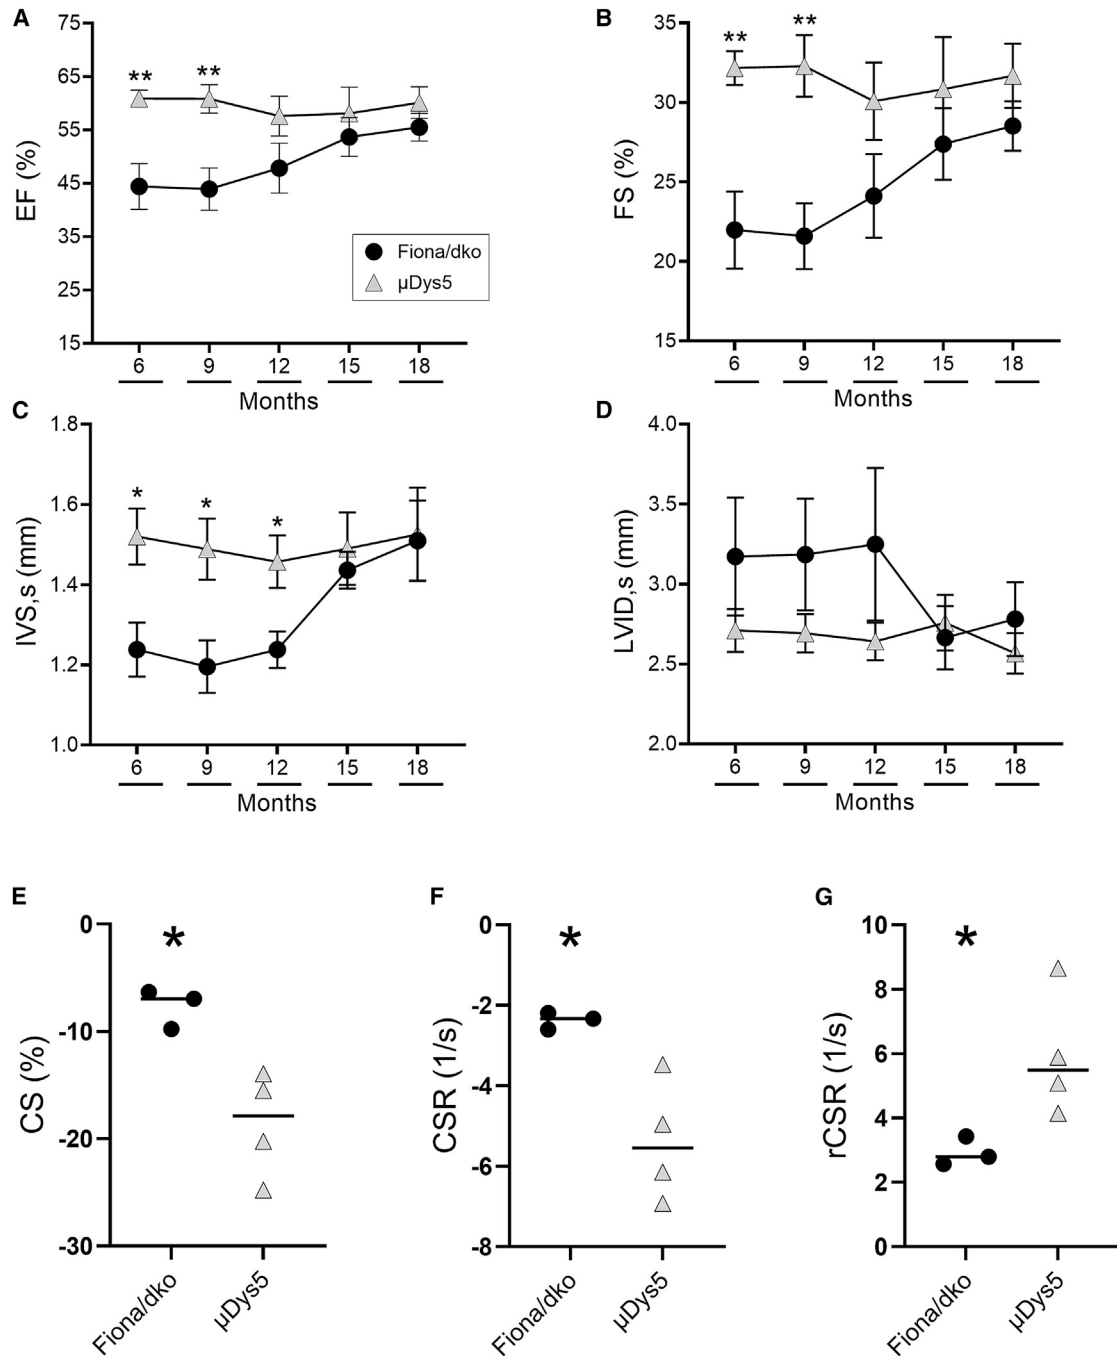 A
75
65
55
45
35
25
15
EF (%)
** **
Fiona/dko
µDys5
6 9 12 15 18
Months
B
35
30
25
20
15
FS (%)
** **
6 9 12 15 18
Months
C
1.8
1.6
1.4
1.2
1.0
IVS,s (mm)
* * *
6 9 12 15 18
Months
D
4.0
3.5
3.0
2.5
2.0
LVID,s (mm)
6 9 12 15 18
Months
E
0
-10
-20
-30
CS (%)
*
Fiona/dko
µDys5
F
0
-2
-4
-6
-8
CSR (1/s)
*
Fiona/dko
µDys5
G
10
8
6
4
2
0
rCSR (1/s)
*
Fiona/dko
µDys5